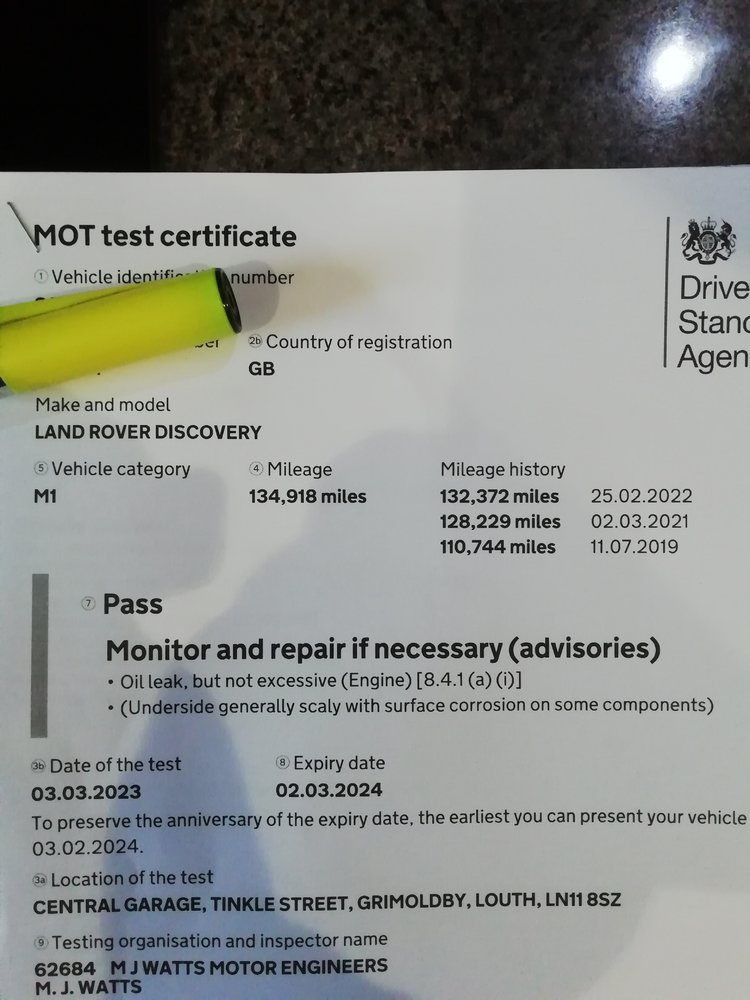 MOT test certificate
1 Vehicle number
2b Country of registration
GB
Make and model
LAND ROVER DISCOVERY
5 Vehicle category
M1
4 Mileage
134,918 miles
Mileage history
132,372 miles 25.02.2022
128,229 miles 02.03.2021
110,744 miles 11.07.2019
7 Pass
Monitor and repair if necessary (advisories)
• Oil leak, but not excessive (Engine) [8.4.1 (a) (i)]
• (Underside generally scaly with surface corrosion on some components)
3b Date of the test
03.03.2023
8 Expiry date
02.03.2024
To preserve the anniversary of the expiry date, the earliest you can present your vehicle
03.02.2024.
3a Location of the test
CENTRAL GARAGE, TINKLE STREET, GRIMOLDBY, LOUTH, LN11 8SZ
9 Testing organisation and inspector name
62684 M J WATTS MOTOR ENGINEERS
M. J. WATTS
Drive
Stand
Agen